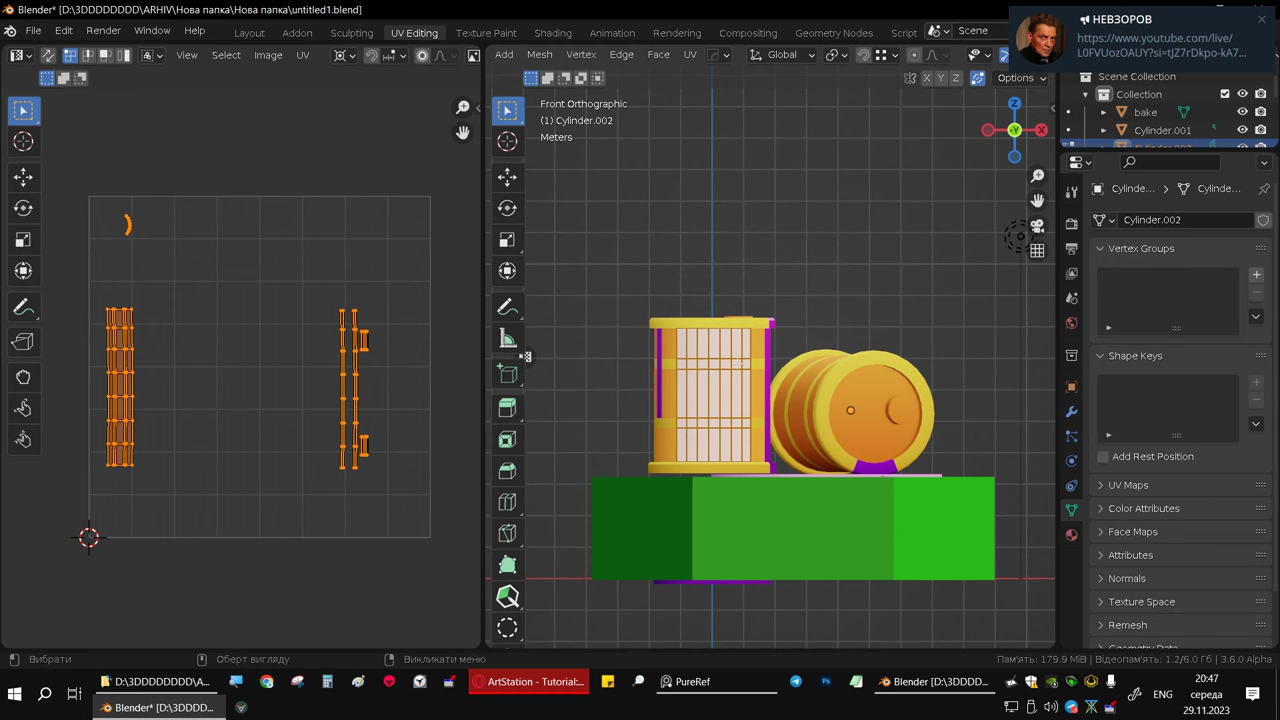 Blender* [D:\3DDDDDDD\ARHIV\Нова папка\Нова папка\untitled1.blend]
File Edit Render Window Help
Layout Modeling Sculpting UV Editing Texture Paint Shading Animation Rendering Compositing
Scene
НЕВЗОРОВ
https://www.youtube.com/live/
L0FVUozOAUY?si=tJZ7rDkpo-kA7...
View Select Image UV
Add Mesh Vertex Edge Face UV
Global
Options
Front Orthographic
(1) Cylinder.002
Meters
Z
X
-Y
X Y Z
Scene Collection
Collection
bake
Cylinder.001
Cylinde...
Cylinde...
Cylinder.002
Vertex Groups
Shape Keys
Add Rest Position
UV Maps
Color Attributes
Face Maps
Attributes
Normals
Texture Space
Remesh
Geometry Data
Вибрати
Оберт вигляду
Викликати меню
Пам'ять: 179.9 MiB | Відеопам'ять: 1.2/6.0 Гб | 3.6.0 Alpha
D:\3DDDDDDDD\A...
ArtStation - Tutorial:...
PureRef
Blender [D:\3DDDD...
20:47
середа
29.11.2023
ENG
Blender* [D:\3DDDD...